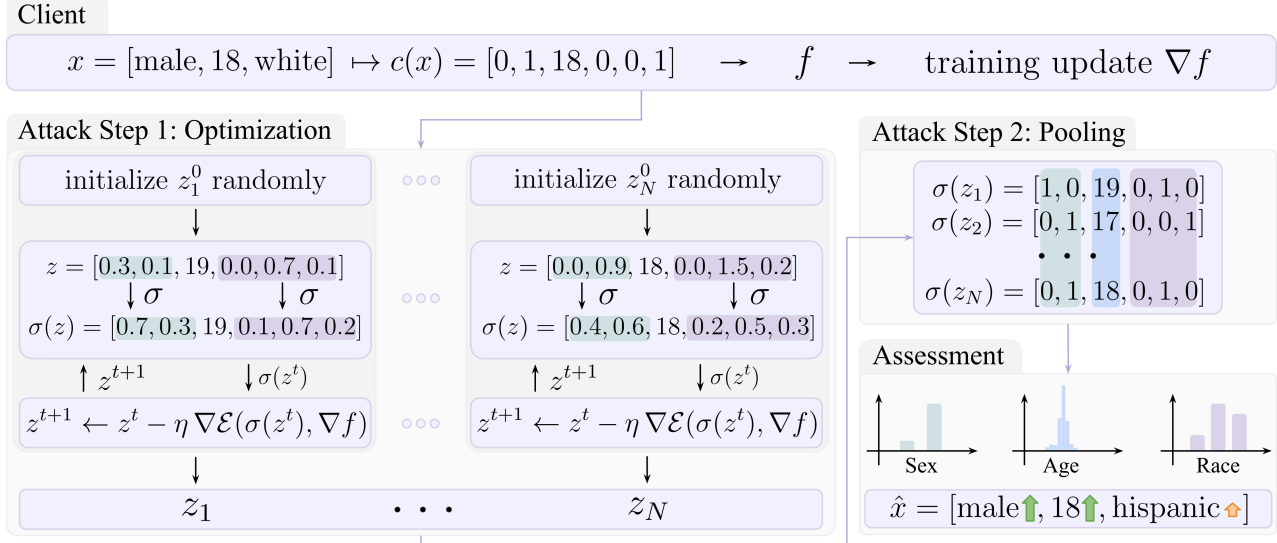 Client
x = [male, 18, white] ↦ c(x) = [0, 1, 18, 0, 0, 1] → f → training update ∇f
Attack Step 1: Optimization
initialize z_1^0 randomly
z = [0.3, 0.1, 19, 0.0, 0.7, 0.1]
↓ σ ↓ σ
σ(z) = [0.7, 0.3, 19, 0.1, 0.7, 0.2]
↑ z^{t+1} ↓ σ(z^t)
z^{t+1} ← z^t − η ∇ℰ(σ(z^t), ∇f)
z_1
initialize z_N^0 randomly
z = [0.0, 0.9, 18, 0.0, 1.5, 0.2]
↓ σ ↓ σ
σ(z) = [0.4, 0.6, 18, 0.2, 0.5, 0.3]
↑ z^{t+1} ↓ σ(z^t)
z^{t+1} ← z^t − η ∇ℰ(σ(z^t), ∇f)
• • •
z_N
Attack Step 2: Pooling
σ(z_1) = [1, 0, 19, 0, 1, 0]
σ(z_2) = [0, 1, 17, 0, 0, 1]
• • •
σ(z_N) = [0, 1, 18, 0, 1, 0]
Assessment
Sex
Age
Race
x̂ = [male⇧, 18⇧, hispanic⇧]